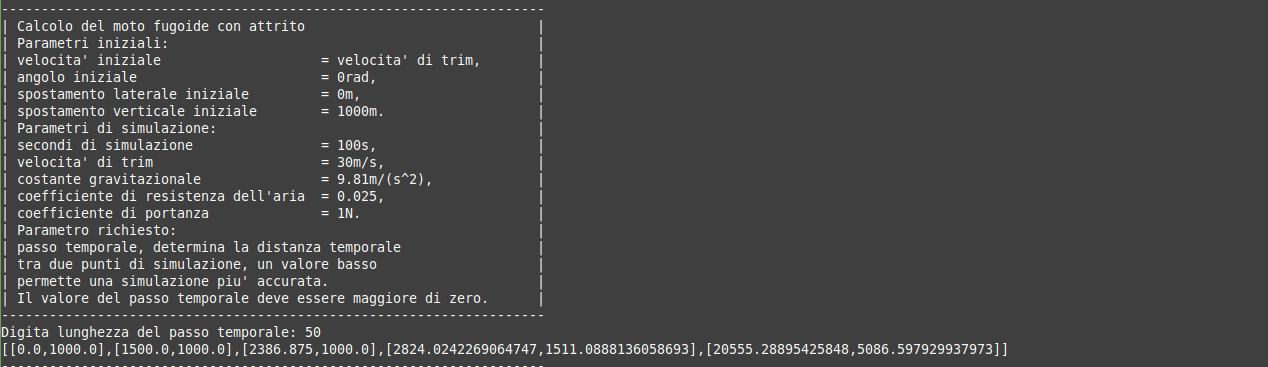 --------------------------------------------------------------------
| Calcolo del moto fugoide con attrito                             |
| Parametri iniziali:                                              |
| velocita' iniziale                    = velocita' di trim,       |
| angolo iniziale                       = 0rad,                    |
| spostamento laterale iniziale         = 0m,                      |
| spostamento verticale iniziale        = 1000m.                   |
| Parametri di simulazione:                                        |
| secondi di simulazione                = 100s,                    |
| velocita' di trim                     = 30m/s,                   |
| costante gravitazionale               = 9.81m/(s^2),             |
| coefficiente di resistenza dell'aria  = 0.025,                   |
| coefficiente di portanza              = 1N.                      |
| Parametro richiesto:                                             |
| passo temporale, determina la distanza temporale                 |
| tra due punti di simulazione, un valore basso                    |
| permette una simulazione piu' accurata.                          |
| Il valore del passo temporale deve essere maggiore di zero.      |
--------------------------------------------------------------------
Digita lunghezza del passo temporale: 50
[[0.0,1000.0],[1500.0,1000.0],[2386.875,1000.0],[2824.0242269064747,1511.0888136058693],[20555.28895425848,5086.597929937973]]
--------------------------------------------------------------------